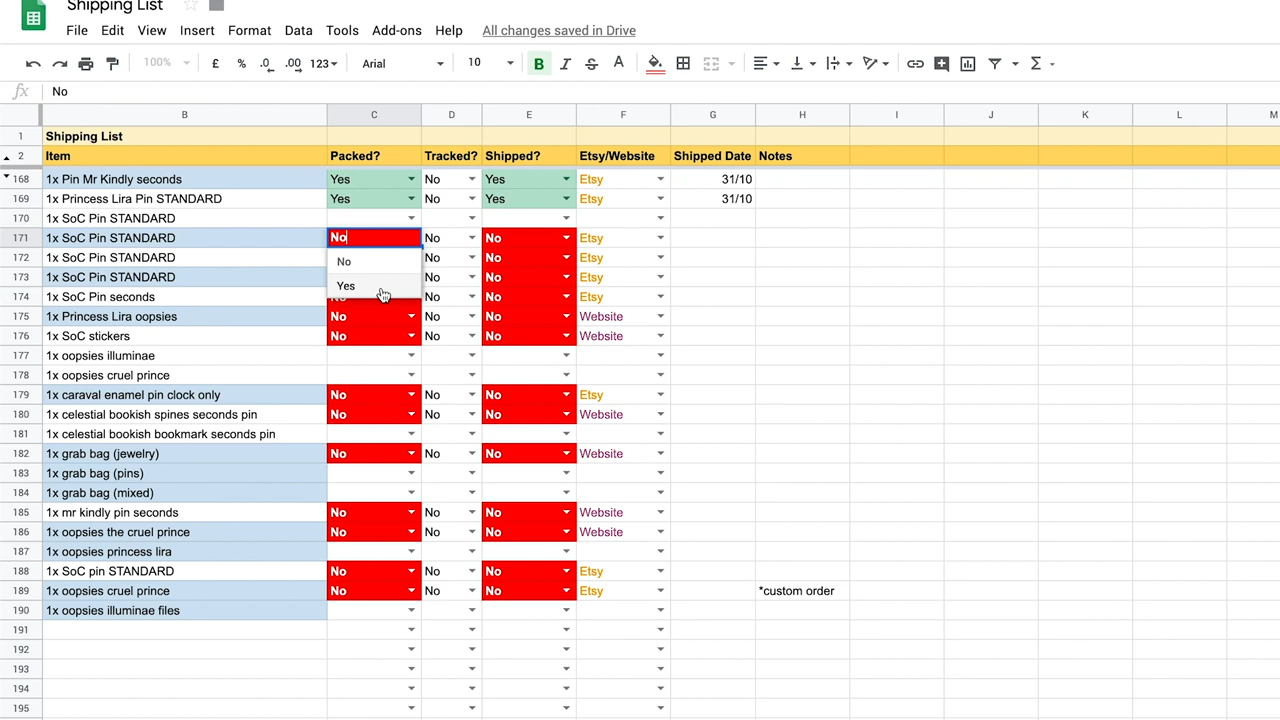 Shipping List
File Edit View Insert Format Data Tools Add-ons Help All changes saved in Drive
100% £ % .0 .00 123 Arial 10 B I S A Σ
fx No
B C D E F G H I J K L M
1 Shipping List
2 Item Packed? Tracked? Shipped? Etsy/Website Shipped Date Notes
168 1x Pin Mr Kindly seconds Yes No Yes Etsy 31/10
169 1x Princess Lira Pin STANDARD Yes No Yes Etsy 31/10
170 1x SoC Pin STANDARD
171 1x SoC Pin STANDARD No No No Etsy
172 1x SoC Pin STANDARD No No No Etsy
173 1x SoC Pin STANDARD Yes No No Etsy
174 1x SoC Pin seconds No No No Etsy
175 1x Princess Lira oopsies No No No Website
176 1x SoC stickers No No No Website
177 1x oopsies illuminae
178 1x oopsies cruel prince
179 1x caraval enamel pin clock only No No No Etsy
180 1x celestial bookish spines seconds pin No No No Website
181 1x celestial bookish bookmark seconds pin
182 1x grab bag (jewelry) No No No Website
183 1x grab bag (pins)
184 1x grab bag (mixed)
185 1x mr kindly pin seconds No No No Website
186 1x oopsies the cruel prince No No No Website
187 1x oopsies princess lira
188 1x SoC pin STANDARD No No No Etsy
189 1x oopsies cruel prince No No No Etsy *custom order
190 1x oopsies illuminae files
191
192
193
194
195